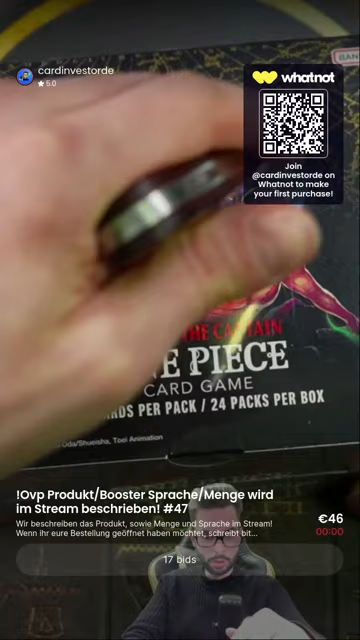 cardinvestorde
★ 5.0
BAN
whatnot
Join
@cardinvestorde on
Whatnot to make
your first purchase!
THE CAPTAIN
E PIECE
CARD GAME
RDS PER PACK / 24 PACKS PER BOX
Oda/Shueisha, Toei Animation
!Ovp Produkt/Booster Sprache/Menge wird
im Stream beschrieben! #47
€46
Wir beschreiben das Produkt, sowie Menge und Sprache im Stream!
Wenn ihr eure Bestellung geöffnet haben möchtet, schreibt bit...
00:00
17 bids